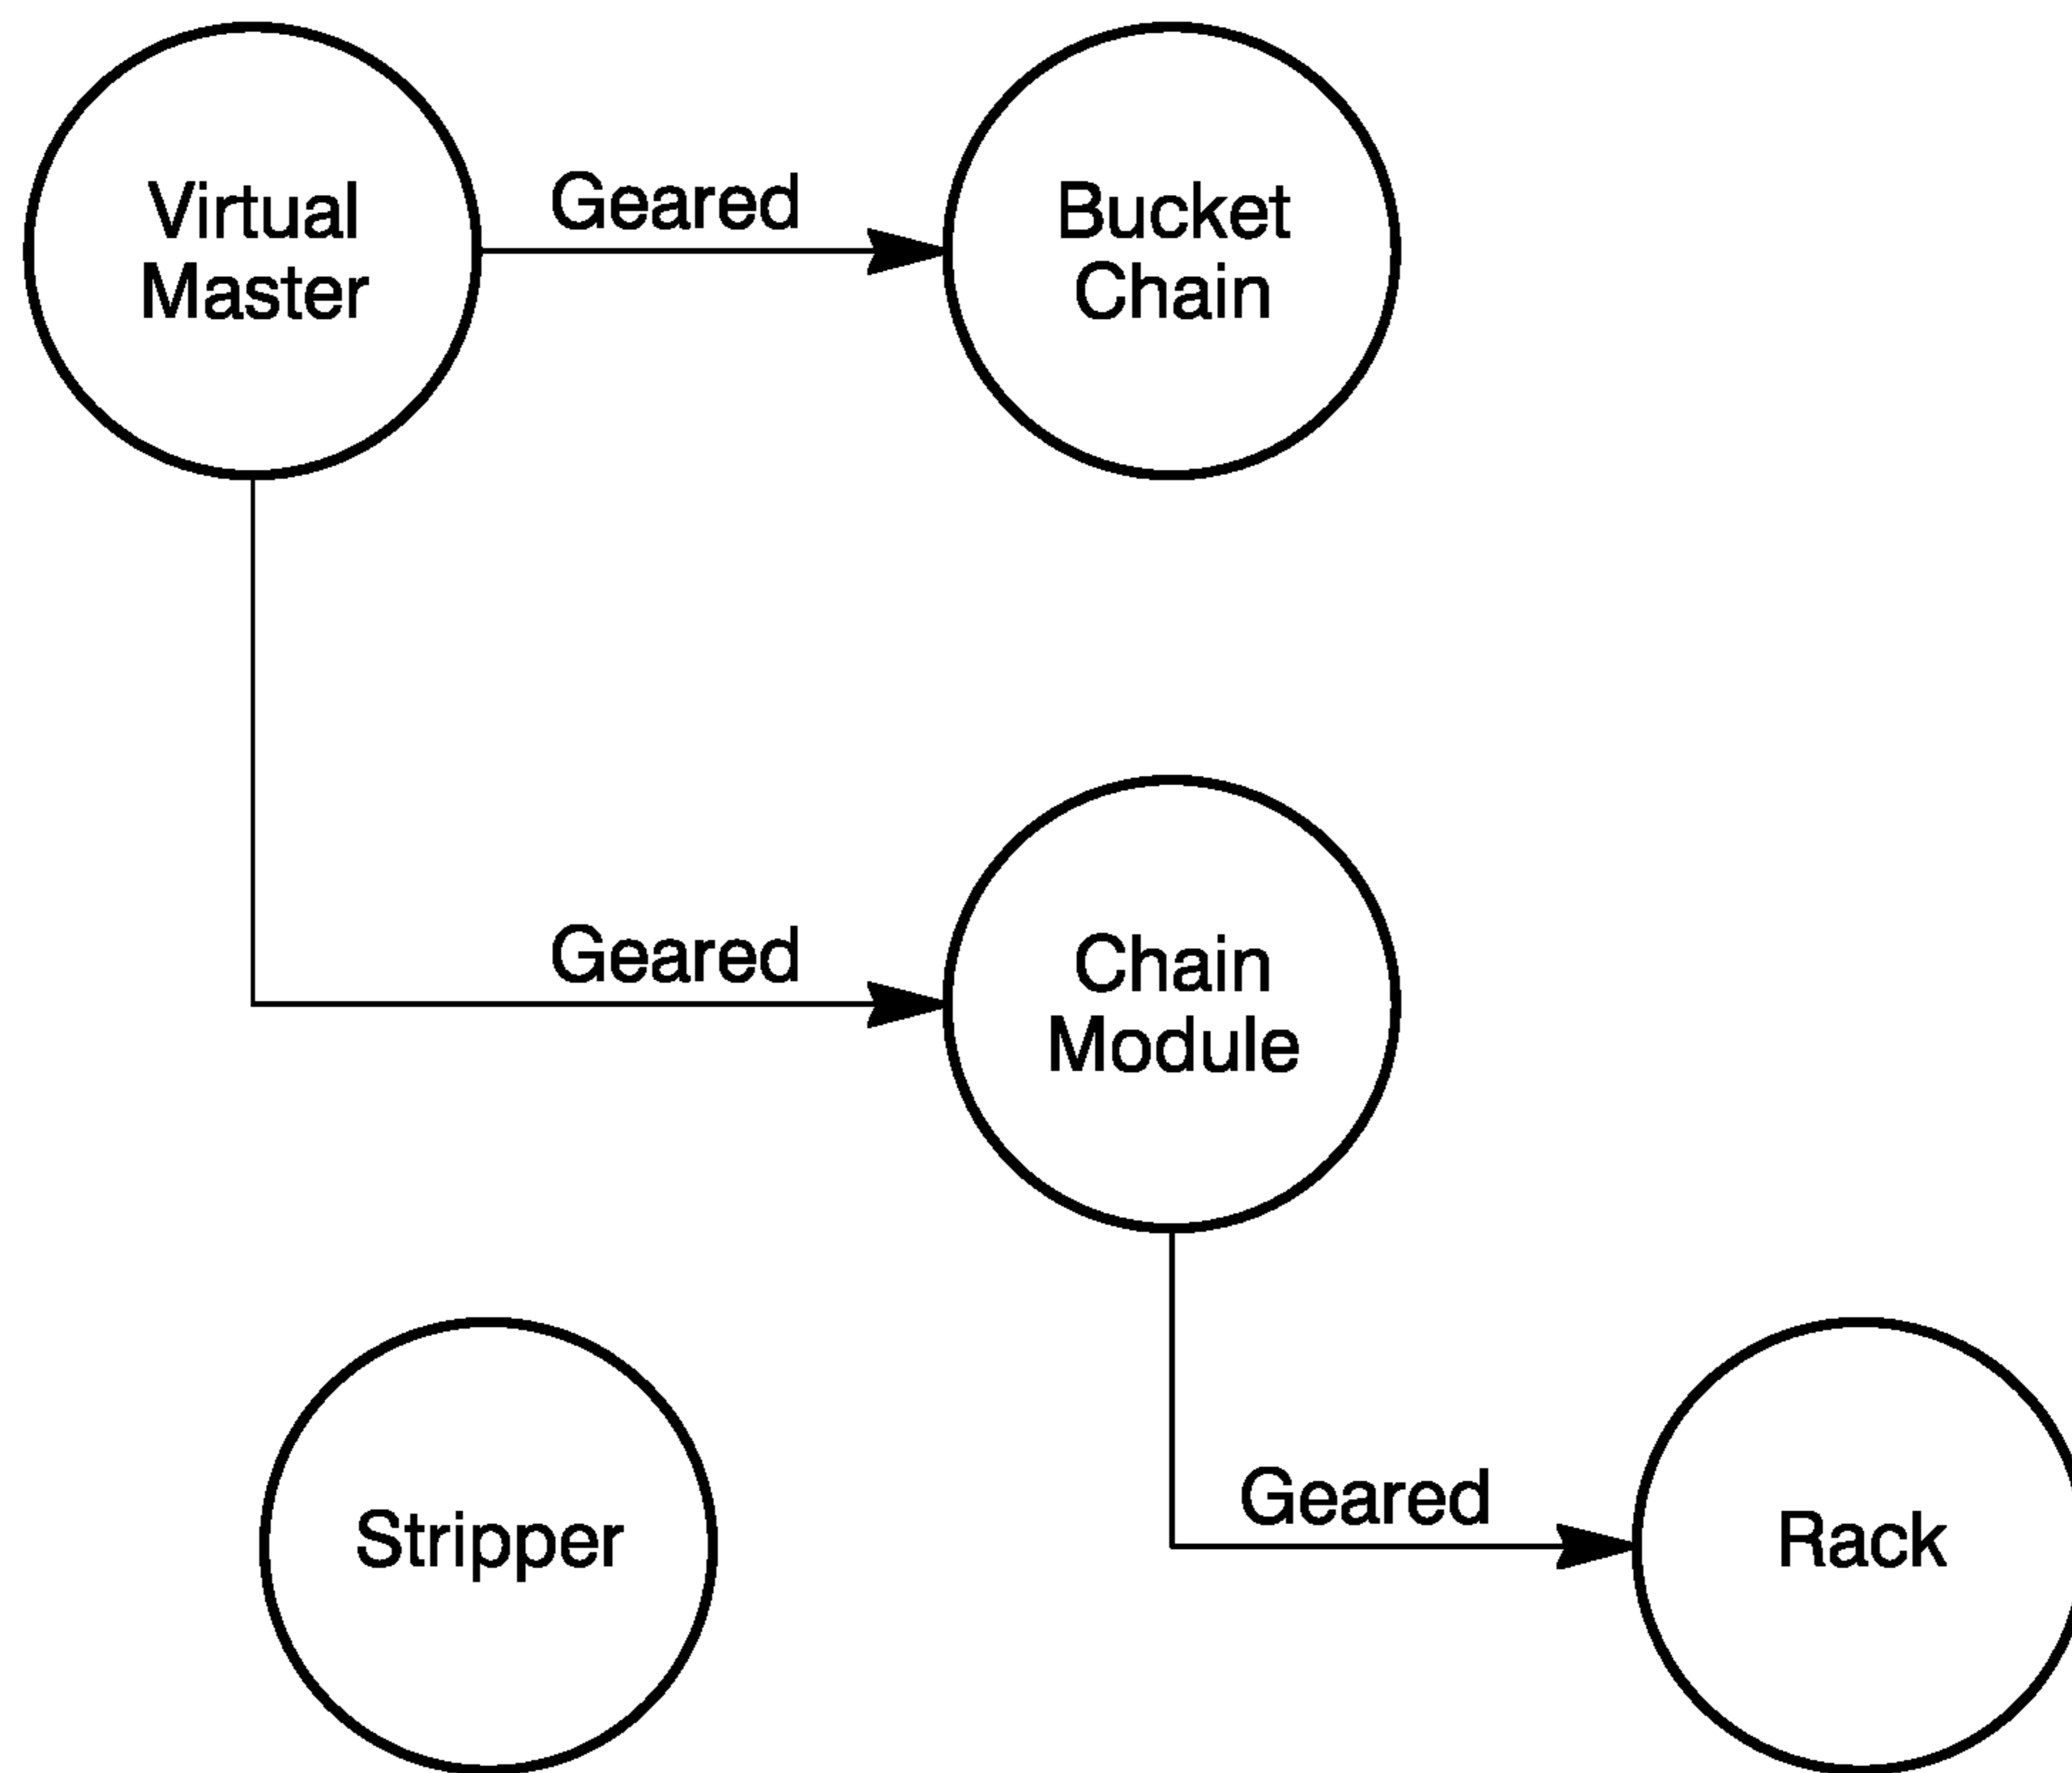 Virtual
Master
Geared
Bucket
Chain
Geared
Chain
Module
Stripper
Geared
Rack